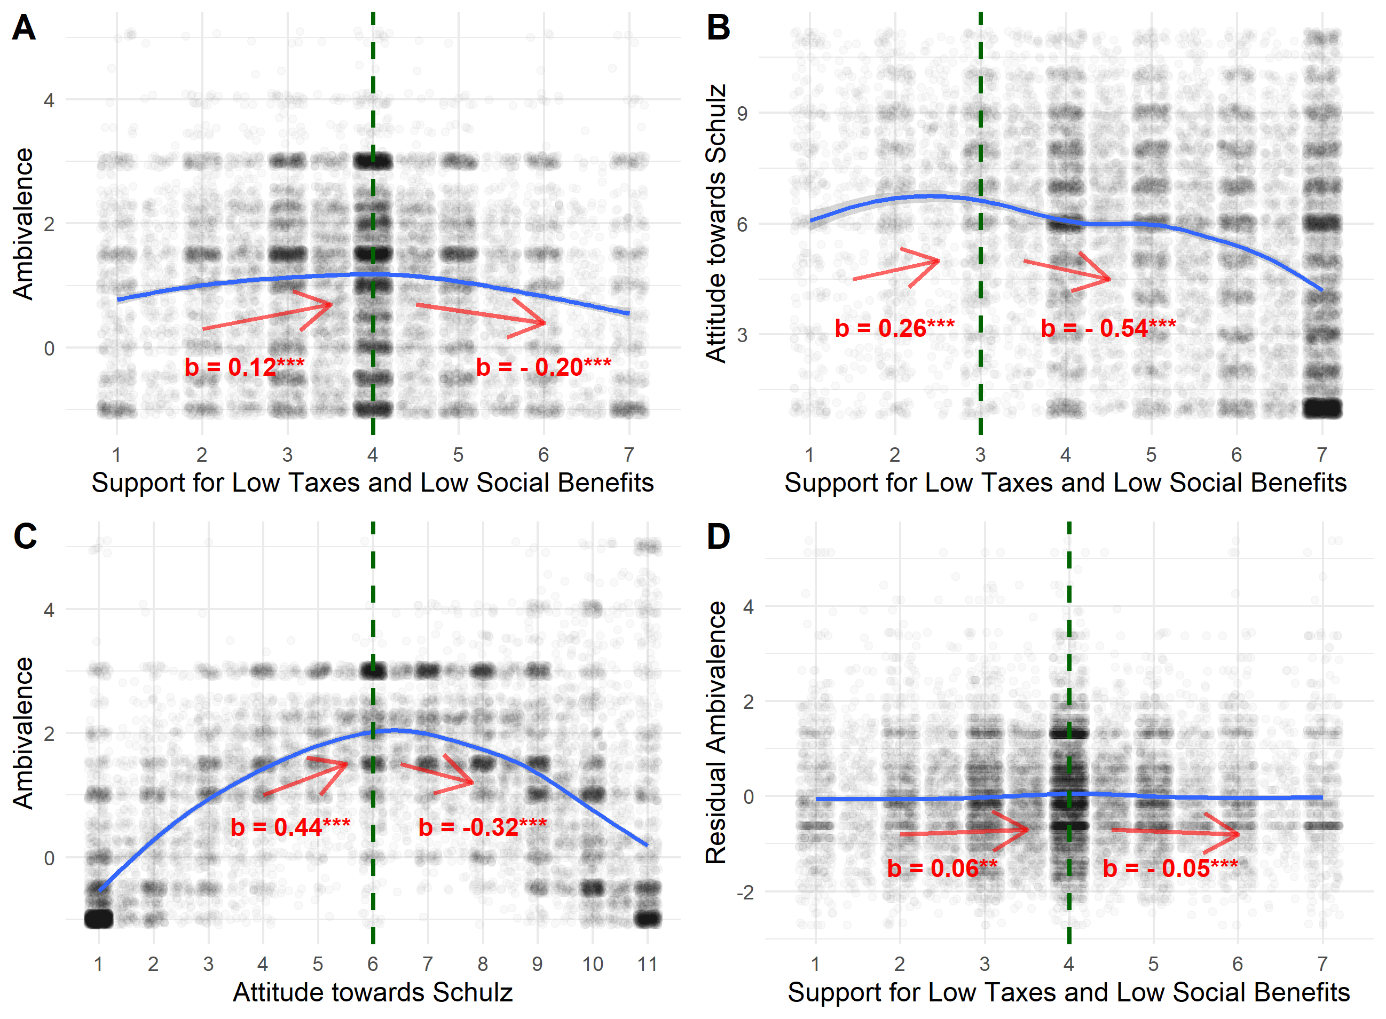 A
Ambivalence
4
2
0
b = 0.12***
b = - 0.20***
1 2 3 4 5 6 7
Support for Low Taxes and Low Social Benefits
B
Attitude towards Schulz
9
6
3
b = 0.26***
b = - 0.54***
1 2 3 4 5 6 7
Support for Low Taxes and Low Social Benefits
C
Ambivalence
4
2
0
b = 0.44***
b = -0.32***
1 2 3 4 5 6 7 8 9 10 11
Attitude towards Schulz
D
Residual Ambivalence
4
2
0
-2
b = 0.06**
b = - 0.05***
1 2 3 4 5 6 7
Support for Low Taxes and Low Social Benefits